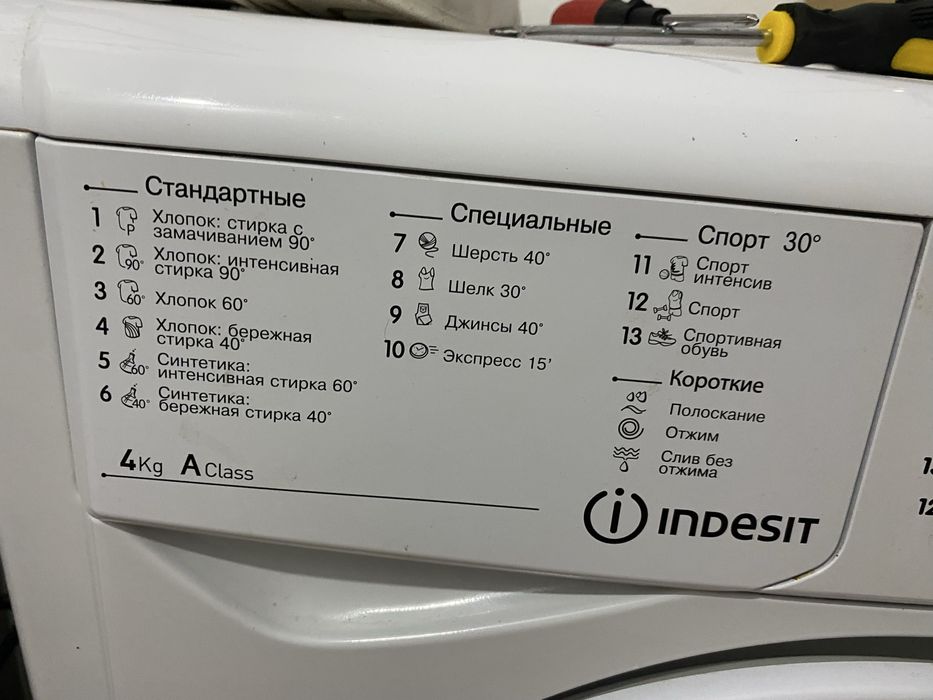 Стандартные
1 P Хлопок: стирка с
замачиванием 90°
2 90° Хлопок: интенсивная
стирка 90°
3 60° Хлопок 60°
4 Хлопок: бережная
стирка 40°
5 60° Синтетика:
интенсивная стирка 60°
6 40° Синтетика:
бережная стирка 40°
4Kg A Class
Специальные
7 Шерсть 40°
8 Шелк 30°
9 Джинсы 40°
10 Экспресс 15'
Спорт 30°
11 Спорт
интенсив
12 Спорт
13 Спортивная
обувь
Короткие
Полоскание
Отжим
Слив без
отжима
indesit
12